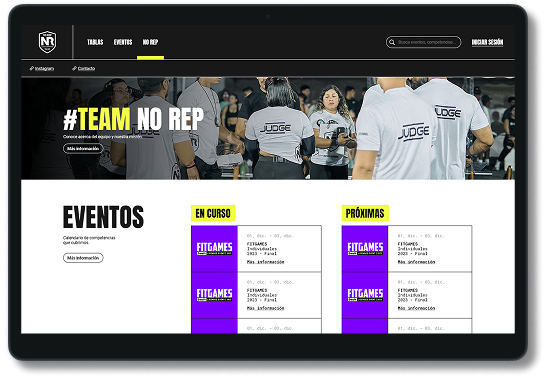 NR
TABLAS
EVENTOS
NO REP
Busca eventos, competencias...
INICIAR SESIÓN
Instagram
Contacto
#TEAM NO REP
Conoce acerca del equipo y nuestra misión.
Más información
JUDGE
JUDGE
JUDGE
EVENTOS
Calendario de competencias
que cubrimos.
Más información
EN CURSO
01, dic. - 03, dic.
FITGAMES
FITGAMES
Individuales
2023 - Final
Más información
01, dic. - 03, dic.
FITGAMES
FITGAMES
Individuales
2023 - Final
Más información
01, dic. - 03, dic.
PRÓXIMAS
01, dic. - 03, dic.
FITGAMES
FITGAMES
Individuales
2023 - Final
Más información
01, dic. - 03, dic.
FITGAMES
FITGAMES
Individuales
2023 - Final
Más información
01, dic. - 03, dic.